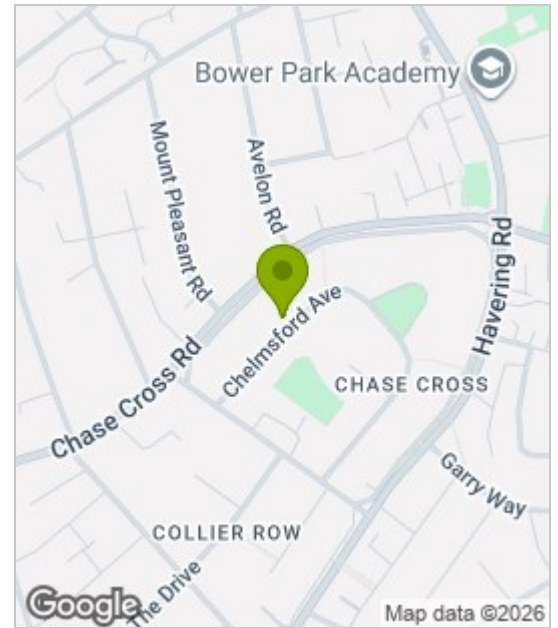 Bower Park Academy
Mount Pleasant Rd
Avelon Rd
Havering Rd
Chelmsford Ave
Chase Cross Rd
CHASE CROSS
Garry Way
COLLIER ROW
The Drive
Google
Map data ©2026